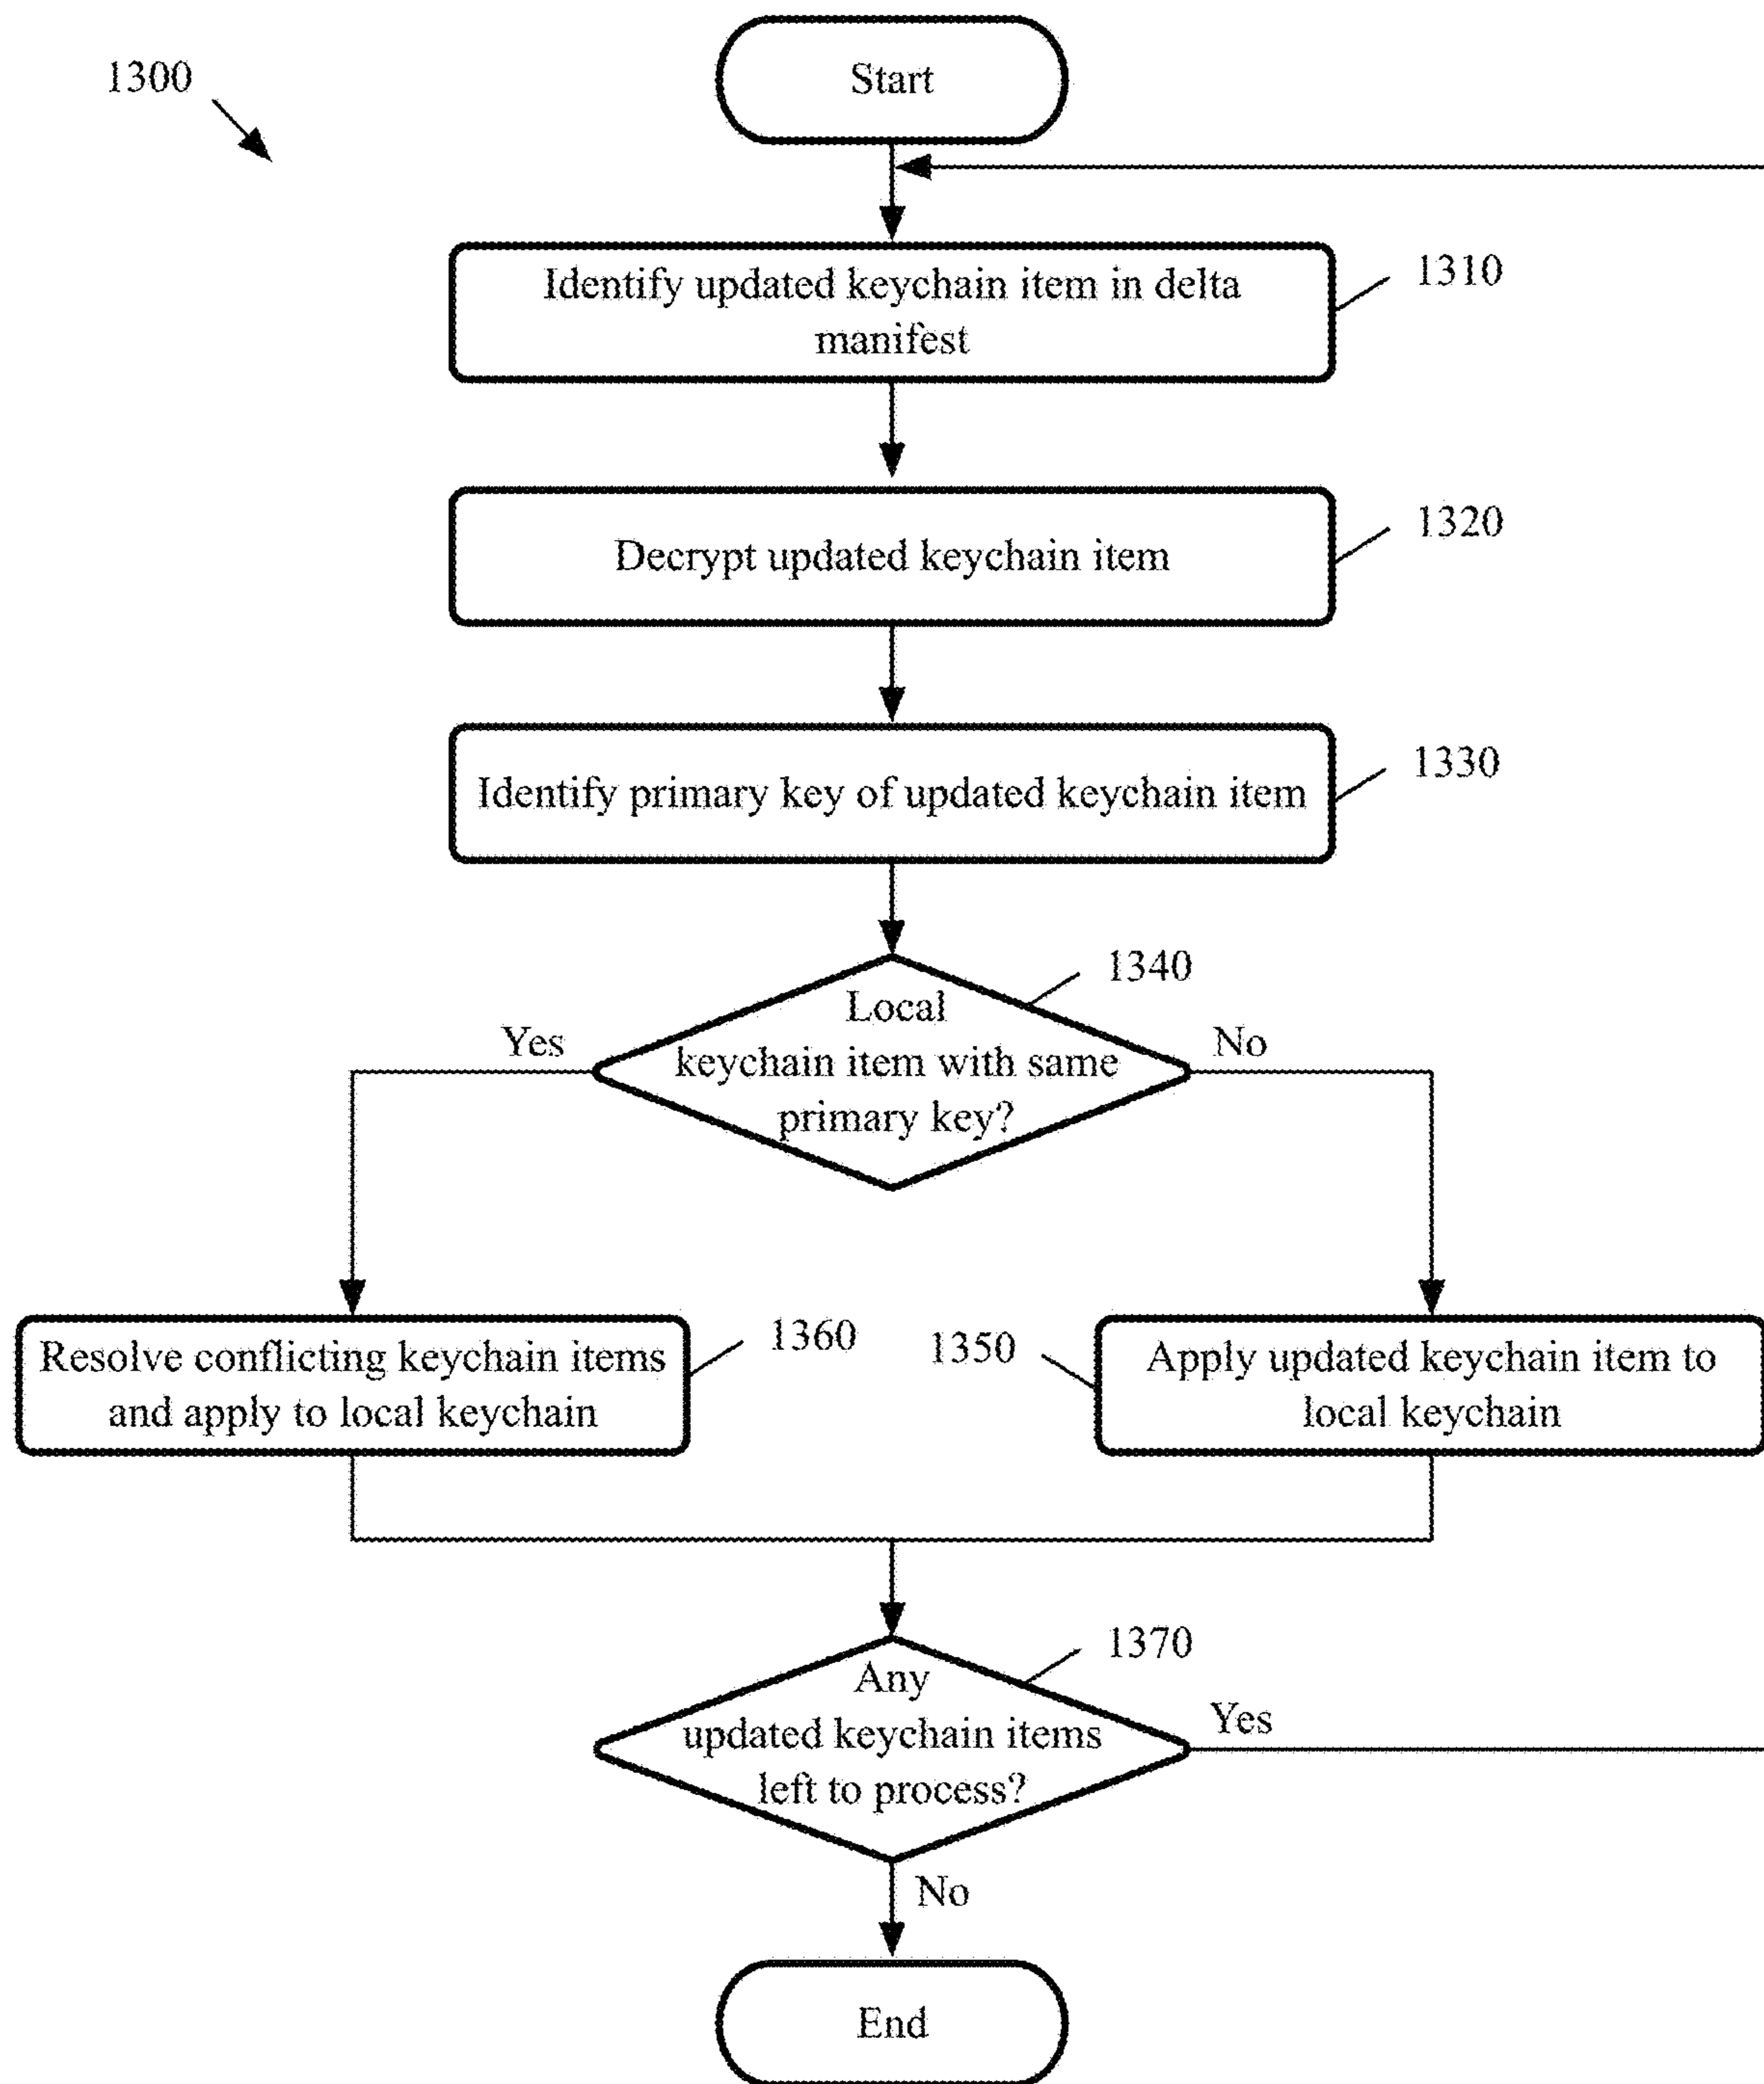 1300
Start
Identify updated keychain item in delta
manifest
1310
Decrypt updated keychain item
1320
Identify primary key of updated keychain item
1330
1340
Local
keychain item with same
primary key?
Yes
No
Resolve conflicting keychain items
and apply to local keychain
1360
1350
Apply updated keychain item to
local keychain
1370
Any
updated keychain items
left to process?
Yes
No
End